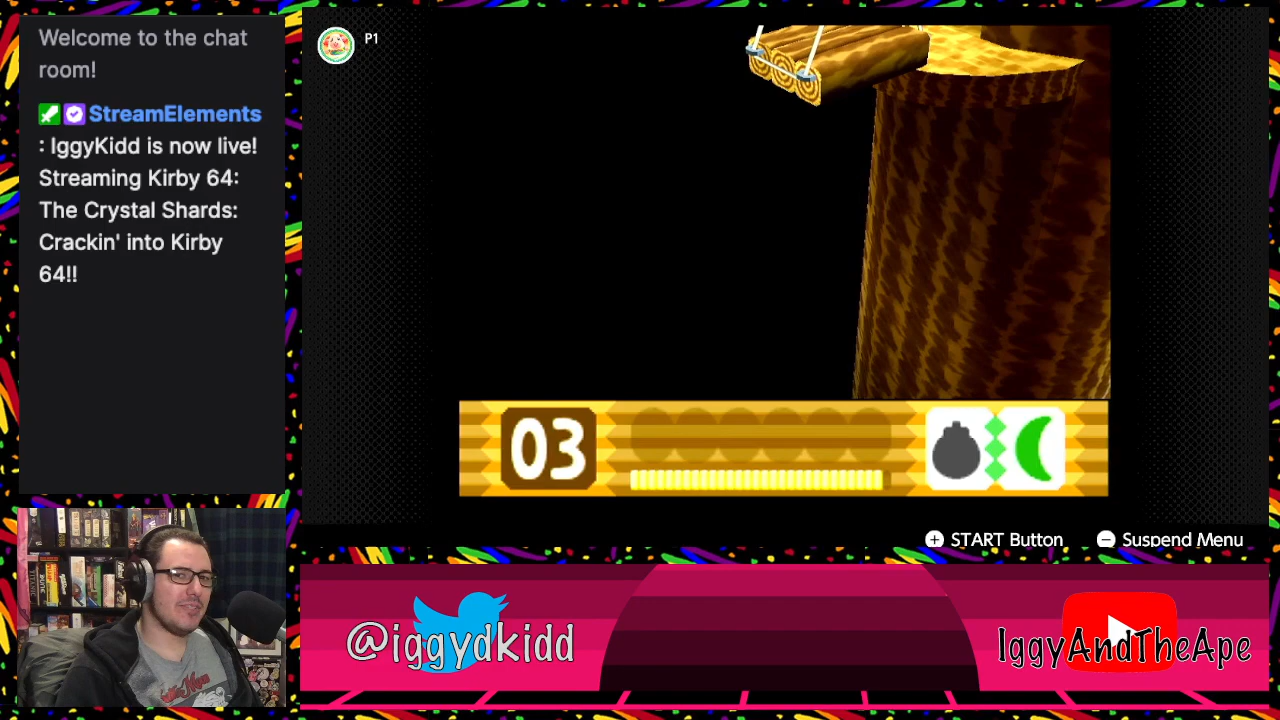 Welcome to the chat
room!
StreamElements
: IggyKidd is now live!
Streaming Kirby 64:
The Crystal Shards:
Crackin' into Kirby
64!!
P1
03
START Button
Suspend Menu
@iggydkidd
IggyAndTheApe